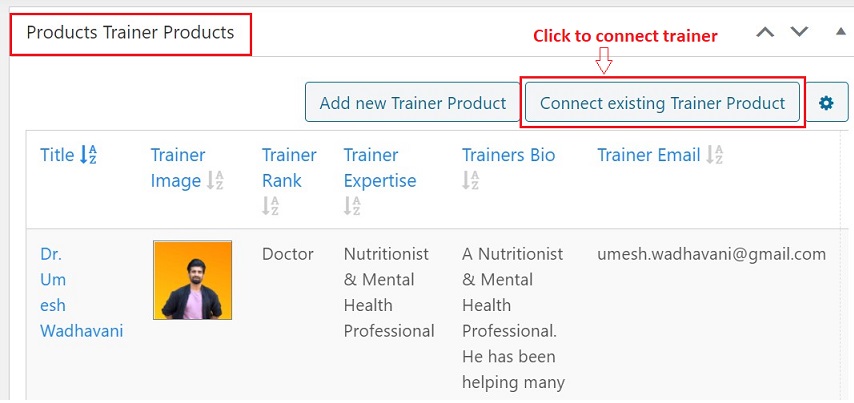 Products Trainer Products
Click to connect trainer
Add new Trainer Product
Connect existing Trainer Product
Title
Trainer Image
Trainer Rank
Trainer Expertise
Trainers Bio
Trainer Email
Dr.
Um
esh
Wadhavani
Doctor
Nutritionist
& Mental
Health
Professional
A Nutritionist
& Mental
Health
Professional.
He has been
helping many
umesh.wadhavani@gmail.com